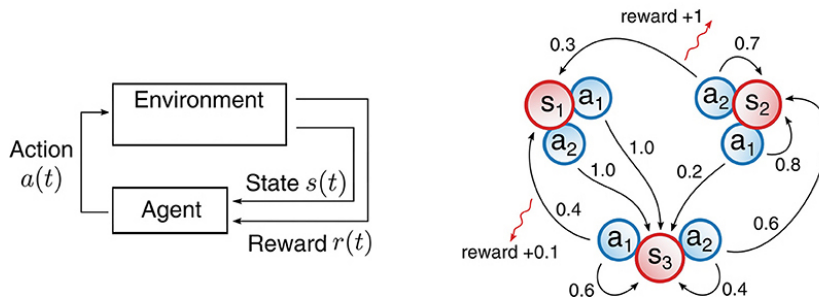 Environment
Action
a(t)
State s(t)
Agent
Reward r(t)
reward +1
0.3
0.7
s1
a1
a2
s2
a2
a1
1.0
1.0
0.2
0.8
0.4
0.6
reward +0.1
a1
s3
a2
0.6
0.4